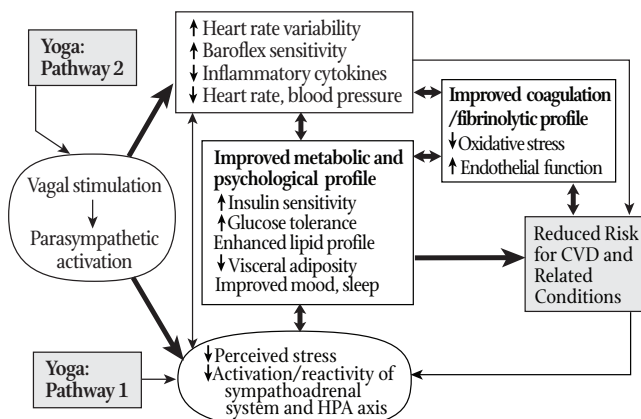 Yoga:
Pathway 2
↑ Heart rate variability
↑ Baroflex sensitivity
↓ Inflammatory cytokines
↓ Heart rate, blood pressure
Improved coagulation
/fibrinolytic profile
↓ Oxidative stress
↑ Endothelial function
Vagal stimulation
Parasympathetic
activation
Improved metabolic and
psychological profile
↑ Insulin sensitivity
↑ Glucose tolerance
Enhanced lipid profile
↓ Visceral adiposity
Improved mood, sleep
Reduced Risk
for CVD and
Related
Conditions
Yoga:
Pathway 1
↓ Perceived stress
↓ Activation/reactivity of
sympathoadrenal
system and HPA axis